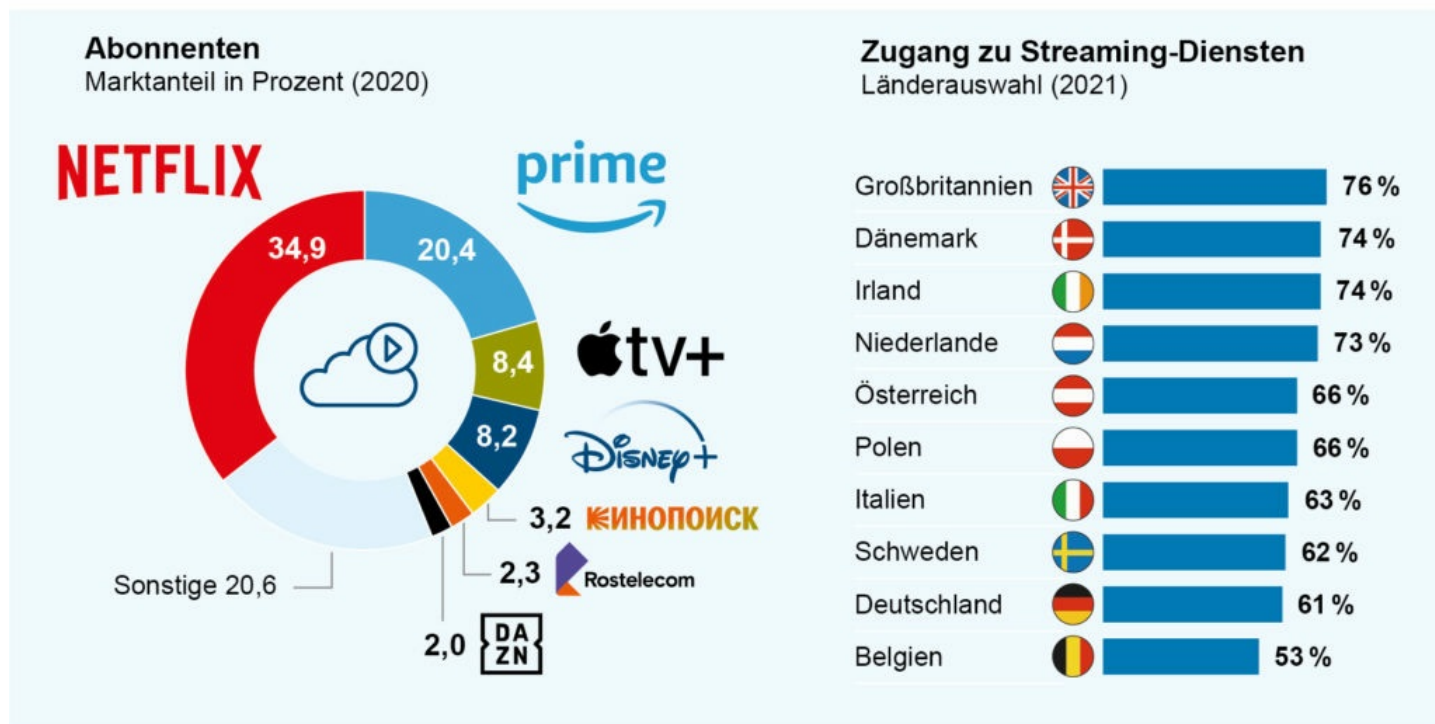 Abonnenten
Marktanteil in Prozent (2020)
NETFLIX
prime
34,9
20,4
tv+
8,4
Disney+
8,2
3,2 КИНОПОИСК
2,3 Rostelecom
Sonstige 20,6
2,0 DA
ZN
Zugang zu Streaming-Diensten
Länderauswahl (2021)
Großbritannien 76 %
Dänemark 74 %
Irland 74 %
Niederlande 73 %
Österreich 66 %
Polen 66 %
Italien 63 %
Schweden 62 %
Deutschland 61 %
Belgien 53 %